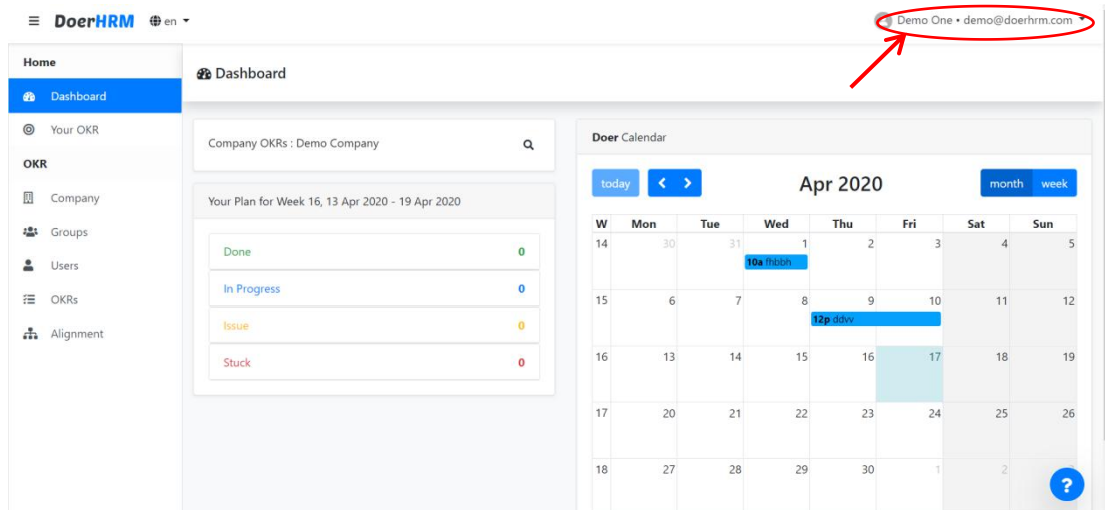 DoerHRM en
Demo One • demo@doerhrm.com
Home
Dashboard
Your OKR
OKR
Company
Groups
Users
OKRs
Alignment
Dashboard
Company OKRs : Demo Company
Your Plan for Week 16, 13 Apr 2020 - 19 Apr 2020
Done 0
In Progress 0
Issue 0
Stuck 0
Doer Calendar
today Apr 2020 month week
W Mon Tue Wed Thu Fri Sat Sun
14 30 31 1 2 3 4 5
10a fhbbh
15 6 7 8 9 10 11 12
12p ddvv
16 13 14 15 16 17 18 19
17 20 21 22 23 24 25 26
18 27 28 29 30 1 2
?